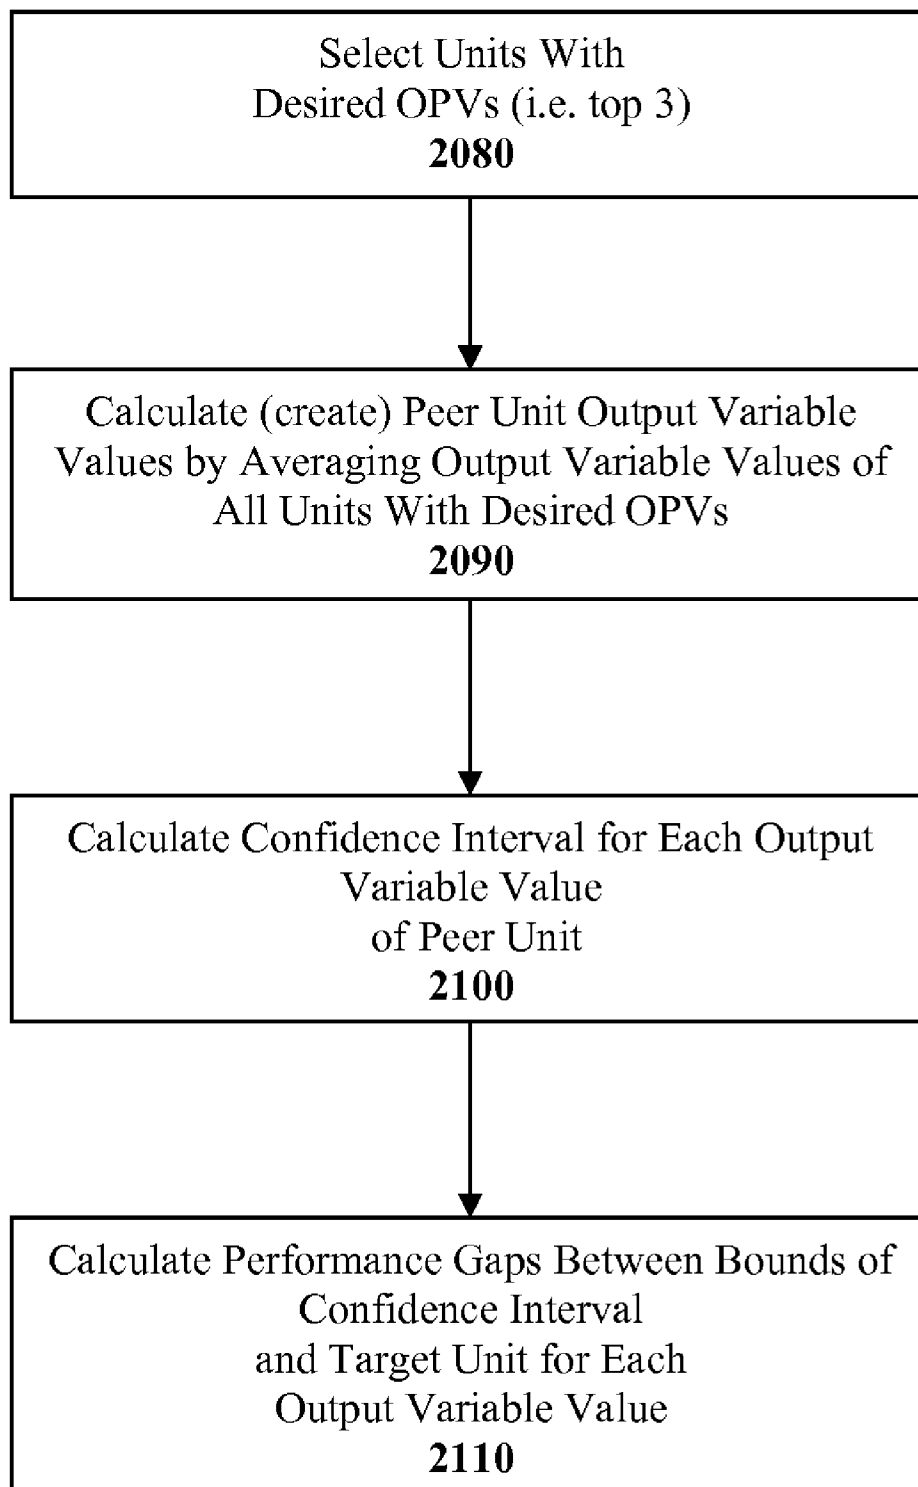 Select Units With
Desired OPVs (i.e. top 3)
2080
Calculate (create) Peer Unit Output Variable
Values by Averaging Output Variable Values of
All Units With Desired OPVs
2090
Calculate Confidence Interval for Each Output
Variable Value
of Peer Unit
2100
Calculate Performance Gaps Between Bounds of
Confidence Interval
and Target Unit for Each
Output Variable Value
2110